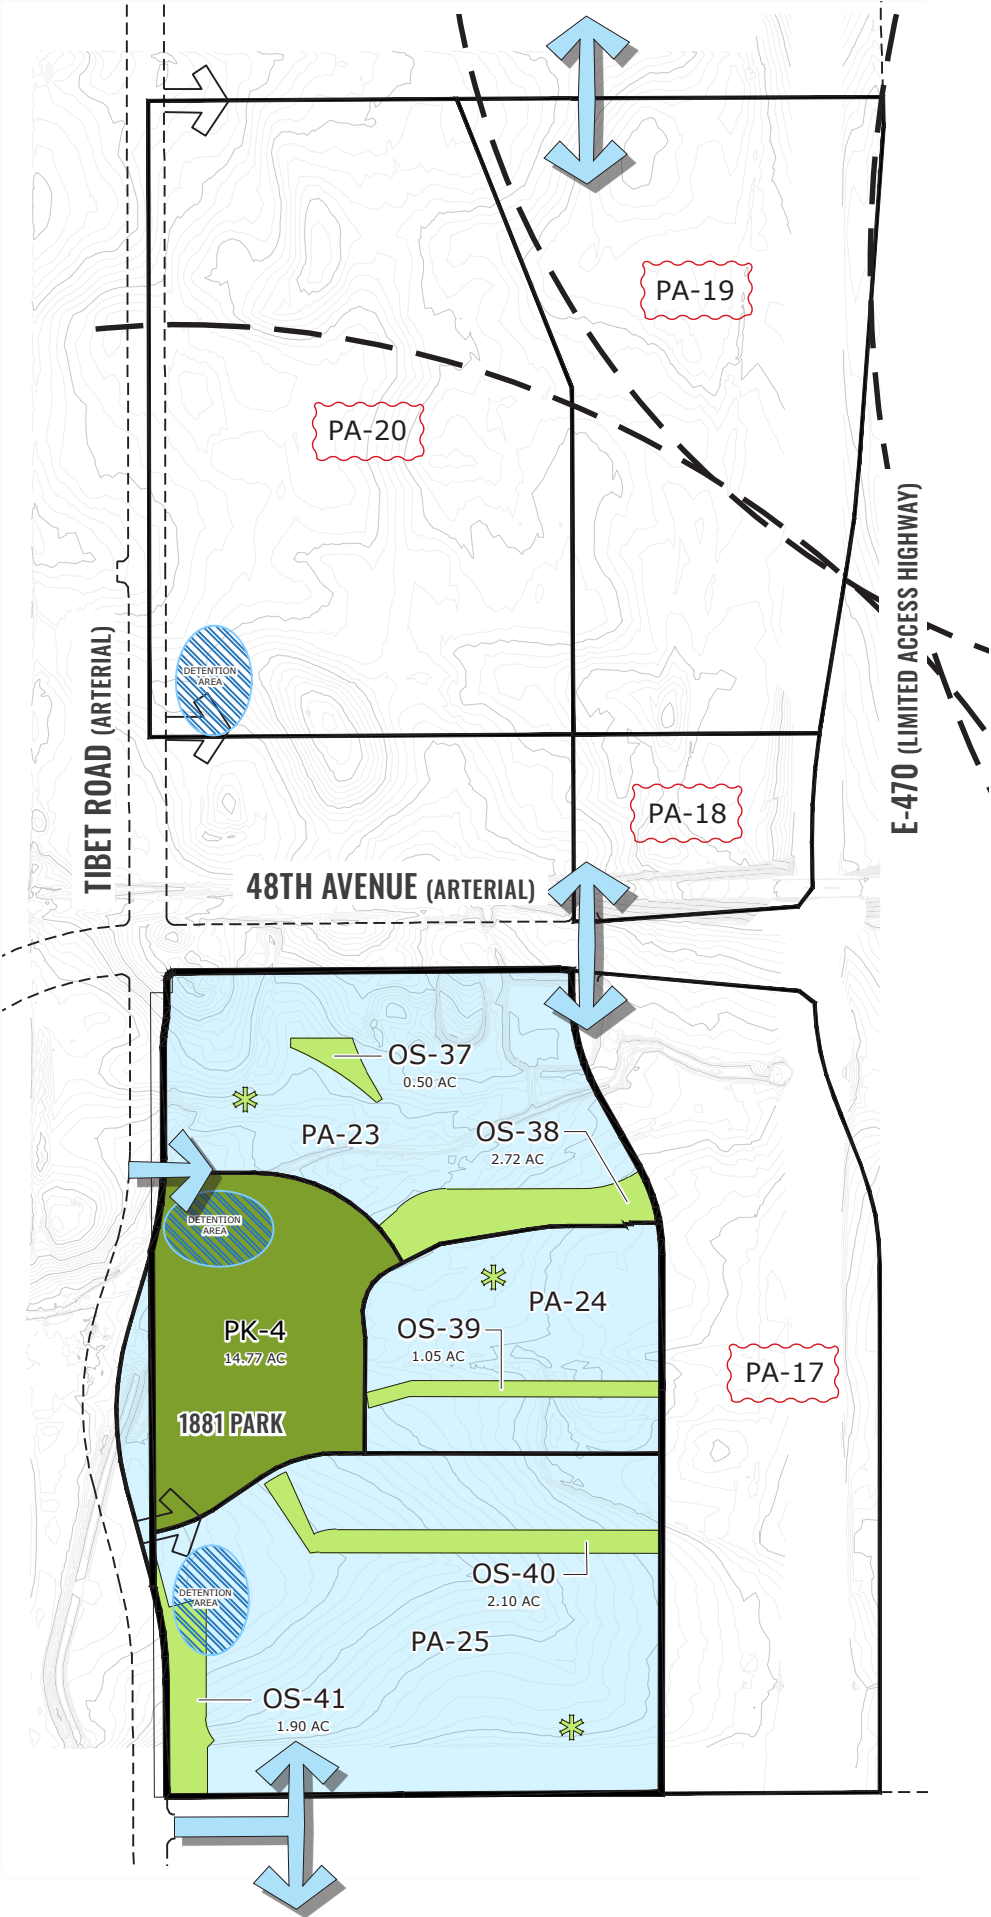 PA-19
PA-20
E-470 (LIMITED ACCESS HIGHWAY)
TIBET ROAD (ARTERIAL)
DETENTION
AREA
PA-18
48TH AVENUE (ARTERIAL)
OS-37
0.50 AC
PA-23
OS-38
2.72 AC
DETENTION
AREA
PA-24
OS-39
1.05 AC
PK-4
14.77 AC
PA-17
1881 PARK
OS-40
2.10 AC
DETENTION
AREA
PA-25
OS-41
1.90 AC